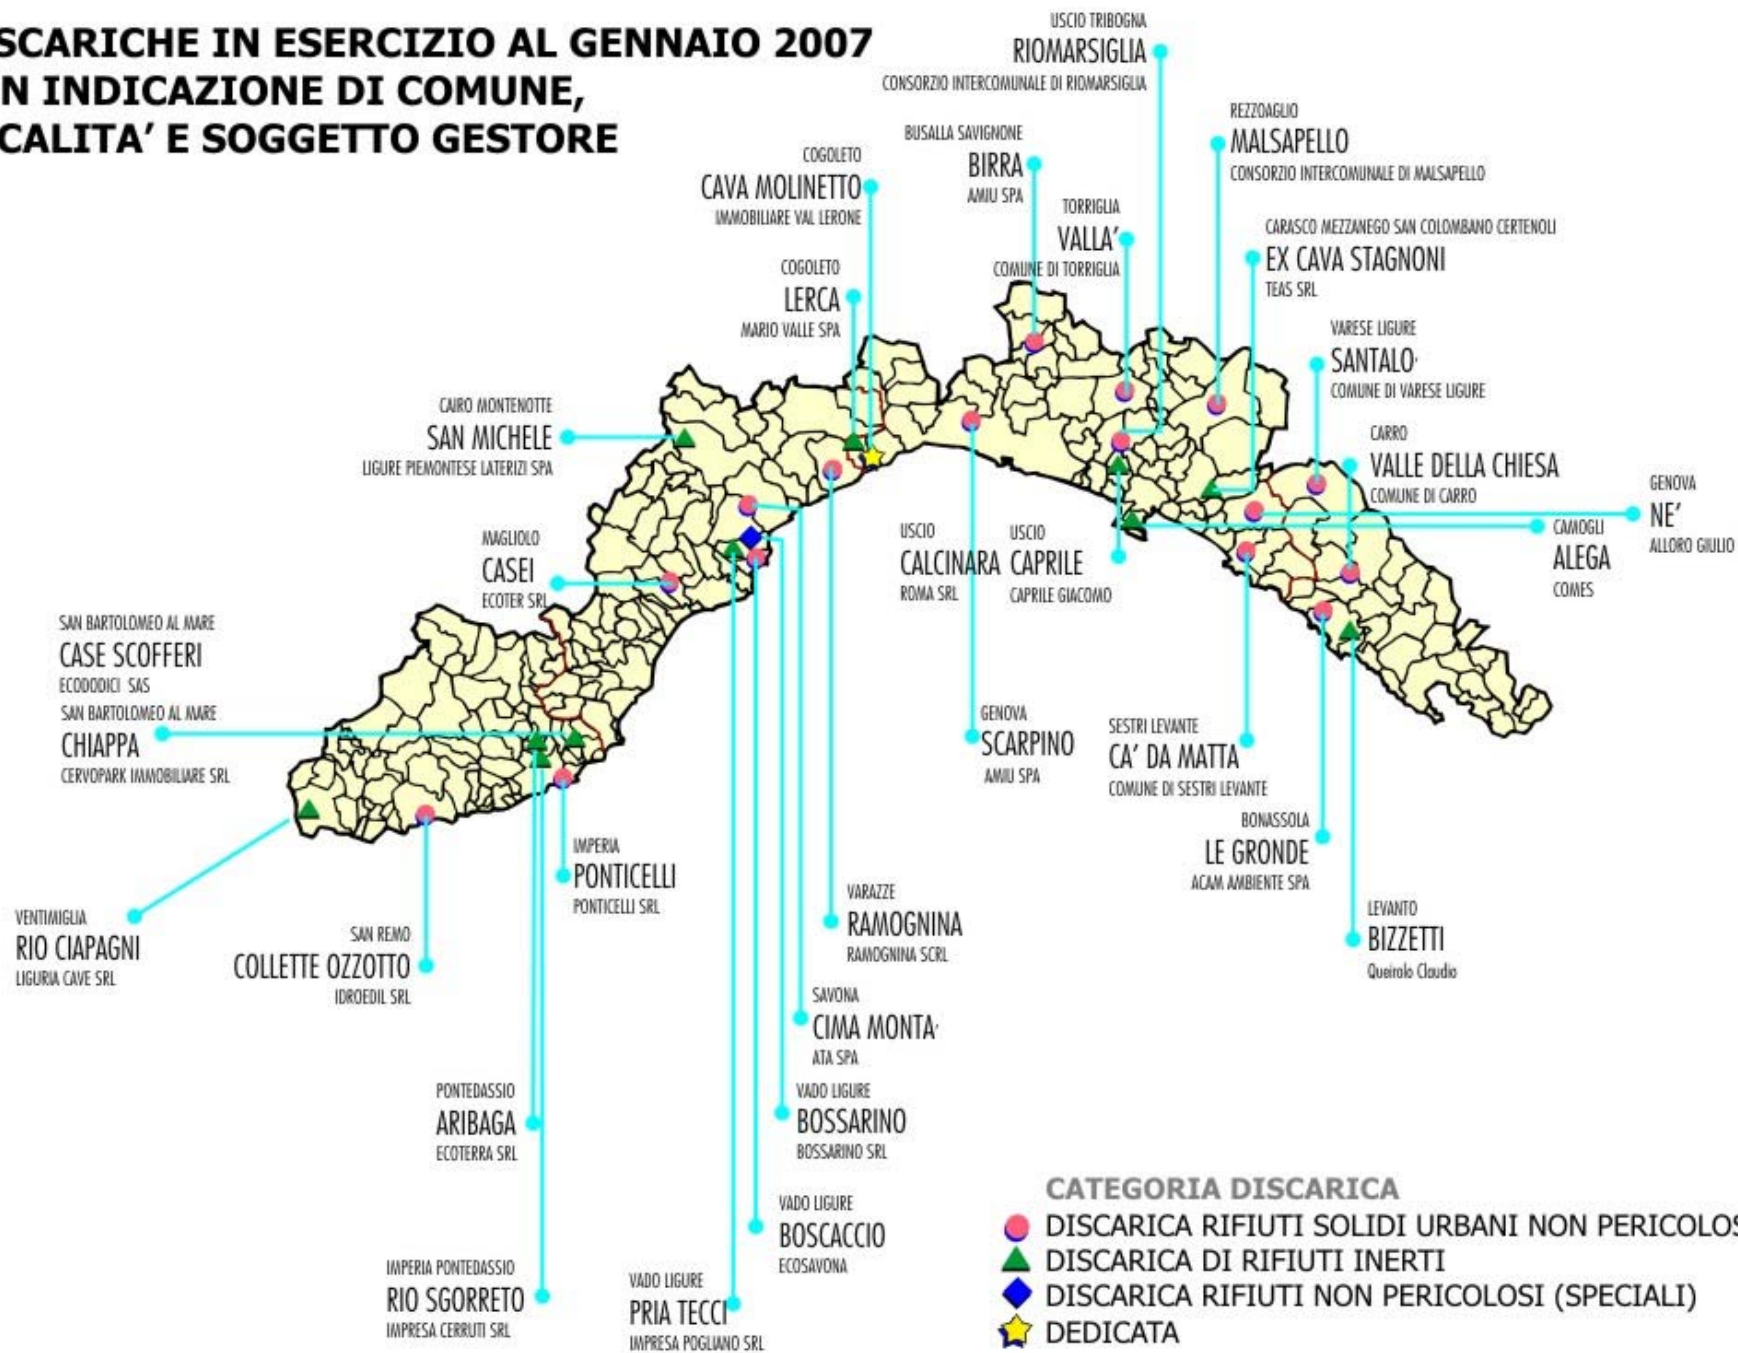 SCARICHE IN ESERCIZIO AL GENNAIO 2007
N INDICAZIONE DI COMUNE,
CALITA' E SOGGETTO GESTORE
USCIO TRIBOGNA
RIOMARSIGLIA
CONSORZIO INTERCOMUNALE DI RIOMARSIGLIA
REZZOAGLIO
MALSAPELLO
CONSORZIO INTERCOMUNALE DI MALSAPELLO
BUSALLA SAVIGNONE
BIRRA
AMIU SPA
COGOLETO
CAVA MOLINETTO
IMMOBILIARE VAL LERONE
TORRIGLIA
VALLA'
COMUNE DI TORRIGLIA
CARASCO MEZZANEGO SAN COLOMBANO CERTENOLI
EX CAVA STAGNONI
TEAS SRL
COGOLETO
LERCA
MARIO VALLE SPA
VARESE LIGURE
SANTALO'
COMUNE DI VARESE LIGURE
CAIRO MONTENOTTE
SAN MICHELE
LIGURE PIEMONTESE LATERIZI SPA
CARRO
VALLE DELLA CHIESA
COMUNE DI CARRO
GENOVA
NE'
ALLORO GIULIO
CAMOGLI
ALEGA
COMES
MAGLIOLO
CASEI
ECOTER SRL
USCIO
CALCINARA
ROMA SRL
USCIO
CAPRILE
CAPRILE GIACOMO
SAN BARTOLOMEO AL MARE
CASE SCOFFERI
ECODODICI SAS
SAN BARTOLOMEO AL MARE
CHIAPPA
CERVOPARK IMMOBILIARE SRL
GENOVA
SCARPINO
AMIU SPA
SESTRI LEVANTE
CA' DA MATTA
COMUNE DI SESTRI LEVANTE
BONASSOLA
LE GRONDE
ACAM AMBIENTE SPA
IMPERIA
PONTICELLI
PONTICELLI SRL
VARAZZE
RAMOGNINA
RAMOGNINA SCRL
LEVANTO
BIZZETTI
Queirolo Claudio
VENTIMIGLIA
RIO CIAPAGNI
LIGURIA CAVE SRL
SAN REMO
COLLETTE OZZOTTO
IDROEDIL SRL
SAVONA
CIMA MONTA'
ATA SPA
PONTEDASSIO
ARIBAGA
ECOTERRA SRL
VADO LIGURE
BOSSARINO
BOSSARINO SRL
VADO LIGURE
BOSCACCIO
ECOSAVONA
IMPERIA PONTEDASSIO
RIO SGORRETO
IMPRESA CERRUTI SRL
VADO LIGURE
PRIA TECCI
IMPRESA POGLIANO SRL
CATEGORIA DISCARICA
DISCARICA RIFIUTI SOLIDI URBANI NON PERICOLOS
DISCARICA DI RIFIUTI INERTI
DISCARICA RIFIUTI NON PERICOLOSI (SPECIALI)
DEDICATA